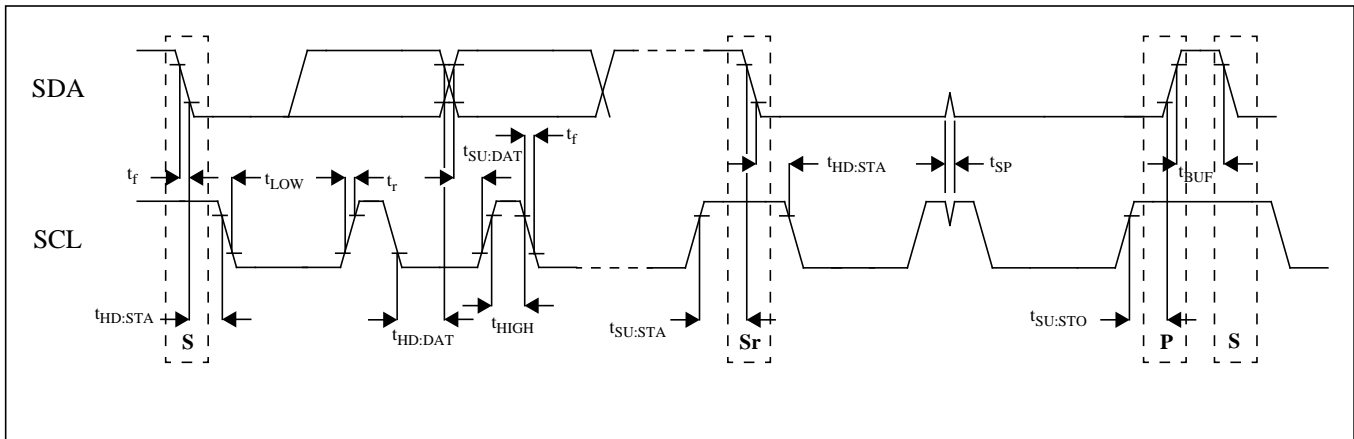 SDA
t_SU:DAT
t_f
t_f
t_LOW
t_r
t_HD:STA
t_SP
t_BUF
SCL
t_HD:STA
t_HD:DAT
t_HIGH
t_SU:STA
t_SU:STO
S
Sr
P
S